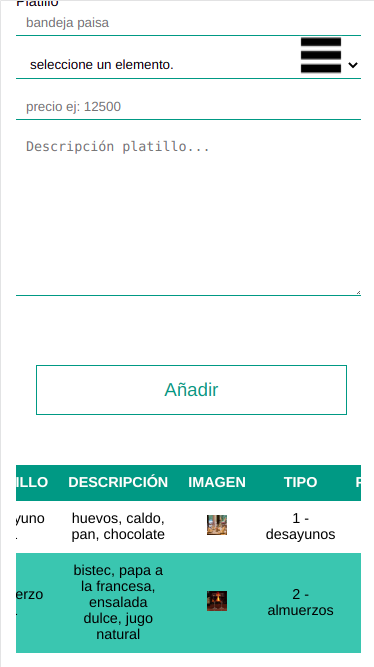 Platillo
bandeja paisa
seleccione un elemento.
precio ej: 12500
Descripción platillo...
Añadir
ILLO DESCRIPCIÓN IMAGEN TIPO
yuno huevos, caldo, 1 -
pan, chocolate desayunos
bistec, papa a
la francesa,
erzo ensalada 2 -
dulce, jugo almuerzos
natural